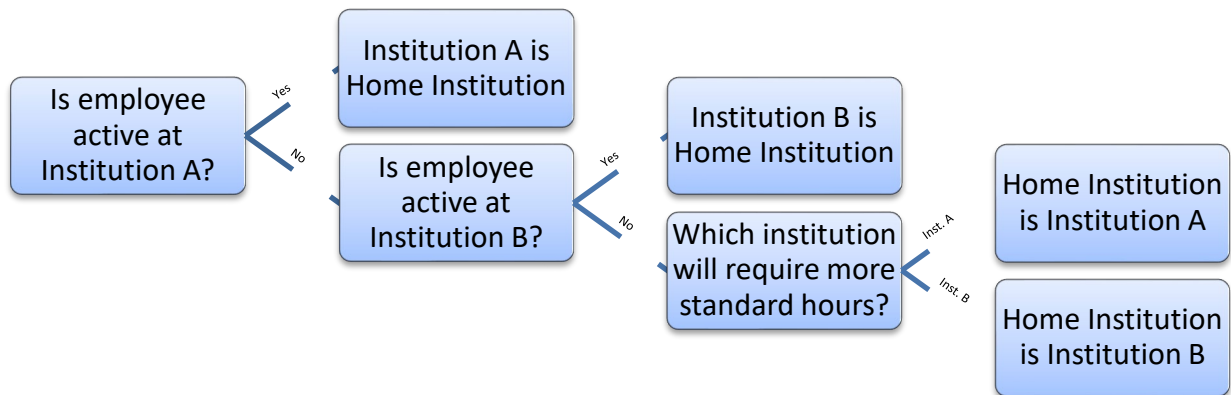 Is employee
active at
Institution A?
Yes
No
Institution A is
Home Institution
Is employee
active at
Institution B?
Yes
No
Institution B is
Home Institution
Which institution
will require more
standard hours?
Inst. A
Inst. B
Home Institution
is Institution A
Home Institution
is Institution B